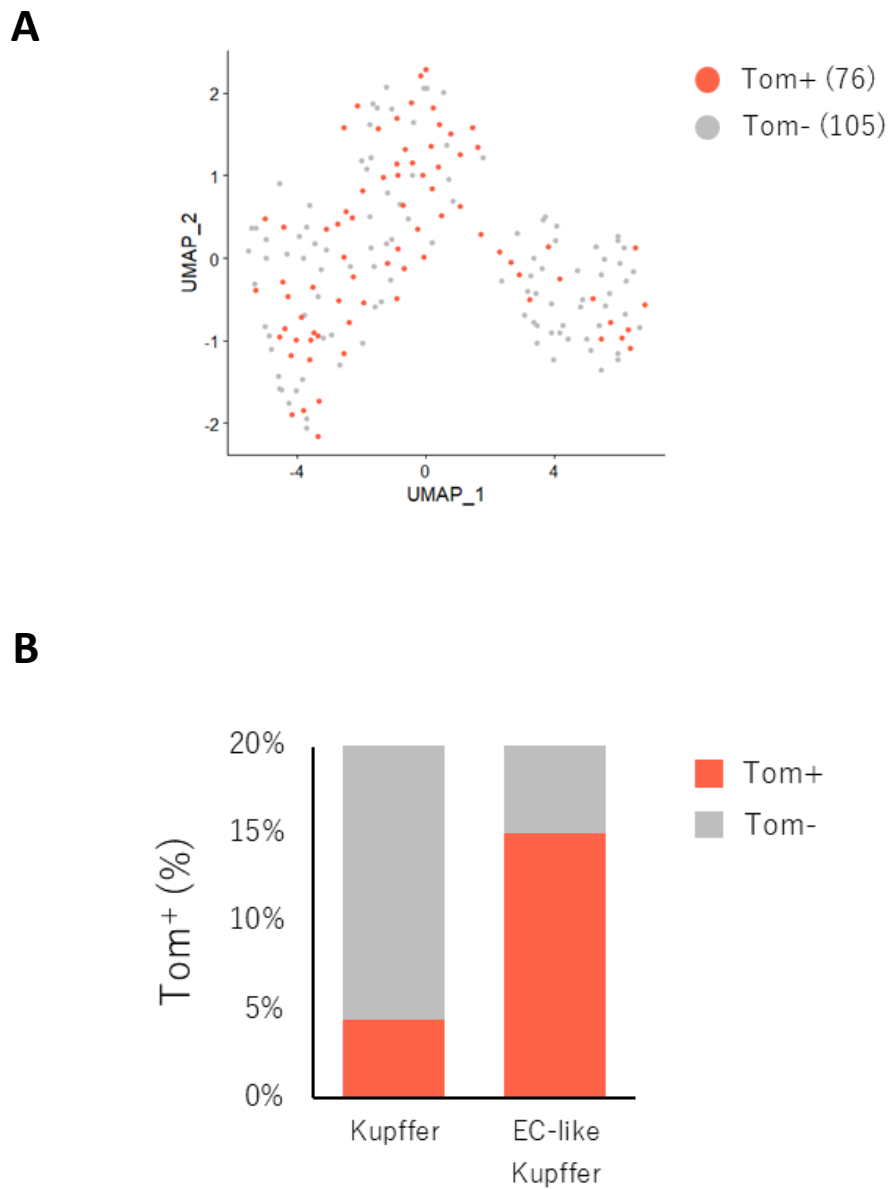 A
Tom+ (76)
Tom- (105)
2
1
0
-1
-2
UMAP_2
-4
0
4
UMAP_1
B
20%
15%
10%
5%
0%
Tom⁺ (%)
Tom+
Tom-
Kupffer
EC-like
Kupffer